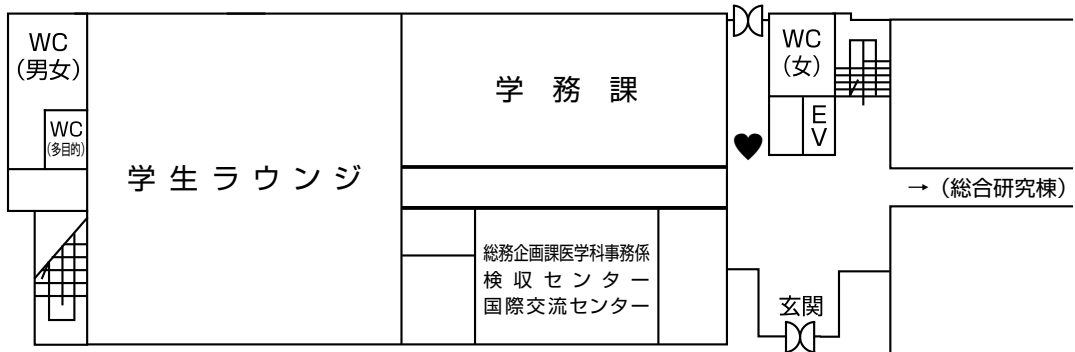 WC
（男女）
WC
（多目的）
学生ラウンジ
学務課
総務企画課医学科事務係
検収センター
国際交流センター
WC
（女）
EV
→（総合研究棟）
玄関